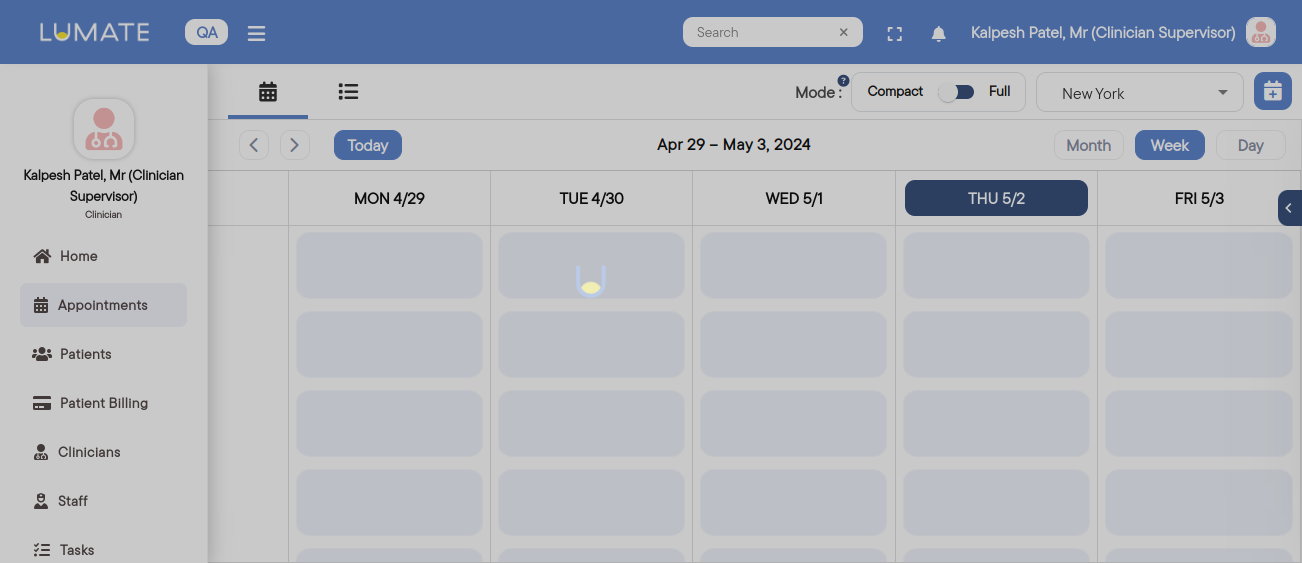 LUMATE QA Search Kalpesh Patel, Mr (Clinician Supervisor)
Mode : ? Compact Full New York
Today Apr 29 – May 3, 2024 Month Week Day
Kalpesh Patel, Mr (Clinician
Supervisor)
Clinician
MON 4/29 TUE 4/30 WED 5/1 THU 5/2 FRI 5/3
Home
Appointments
Patients
Patient Billing
Clinicians
Staff
Tasks